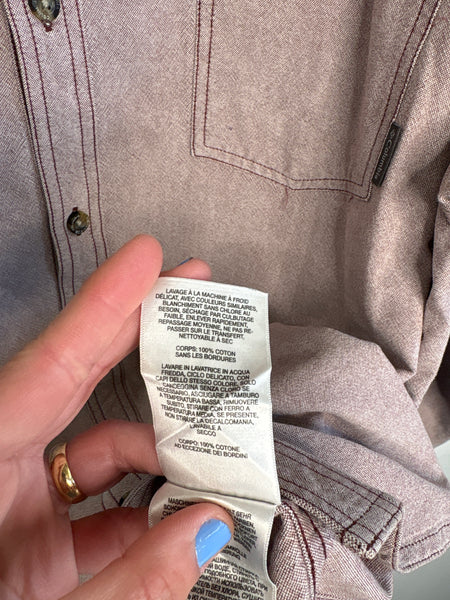 Columbia
LAVAGE À LA MACHINE À FROID
DÉLICAT, AVEC COULEURS SIMILAIRES,
BLANCHIMENT SANS CHLORE AU
BESOIN, SÉCHAGE PAR CULBUTAGE
FAIBLE, ENLEVER RAPIDEMENT,
REPASSAGE MOYENNE, NE PAS RE-
PASSER SUR LE TRANSFERT,
NETTOYABLE À SEC
CORPS: 100% COTON
SANS LES BORDURES
LAVARE IN LAVATRICE IN ACQUA
FREDDA, CICLO DELICATO, CON
CAPI DELLO STESSO COLORE, SOLO
CANDEGGINA SENZA CLORO SE
NECESSARIO, ASCIUGARE A TAMBURO
A TEMPERATURA BASSA; RIMUOVERE
SUBITO. STIRARE CON FERRO A
TEMPERATURA MEDIA, SE PRESENTE,
NON STIRARE LA DECALCOMANIA,
LAVABILE A
SECCO
CORPO: 100% COTONE
AD ECCEZIONE DEI BORDINI